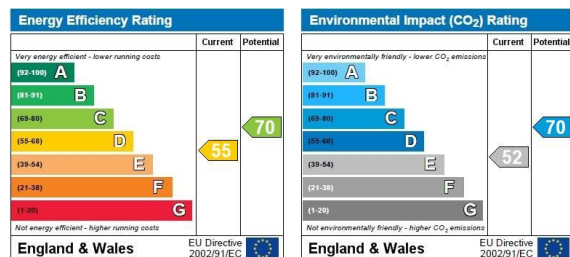 Energy Efficiency Rating
Current Potential
Very energy efficient - lower running costs
(92-100) A
(81-91) B
(69-80) C
(55-68) D
(39-54) E
(21-38) F
(1-20) G
55
70
Not energy efficient - higher running costs
England & Wales
EU Directive
2002/91/EC
Environmental Impact (CO2) Rating
Current Potential
Very environmentally friendly - lower CO2 emissions
(92-100) A
(81-91) B
(69-80) C
(55-68) D
(39-54) E
(21-38) F
(1-20) G
52
70
Not environmentally friendly - higher CO2 emissions
England & Wales
EU Directive
2002/91/EC